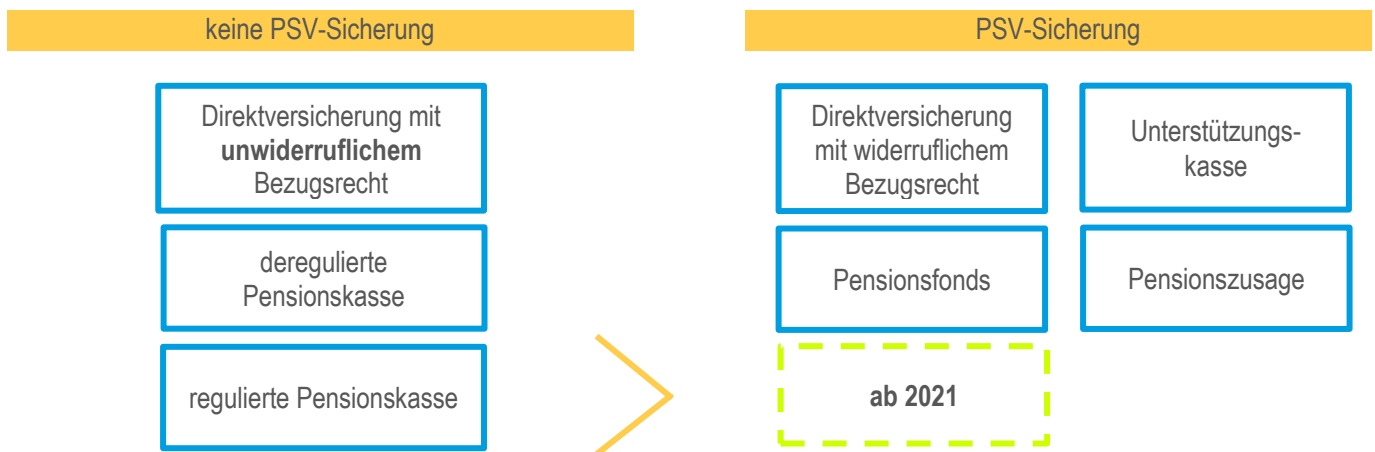 keine PSV-Sicherung
Direktversicherung mit
unwiderruflichem
Bezugsrecht
deregulierte
Pensionskasse
regulierte Pensionskasse
PSV-Sicherung
Direktversicherung
mit widerruflichem
Bezugsrecht
Unterstützungs-
kasse
Pensionsfonds
Pensionszusage
ab 2021